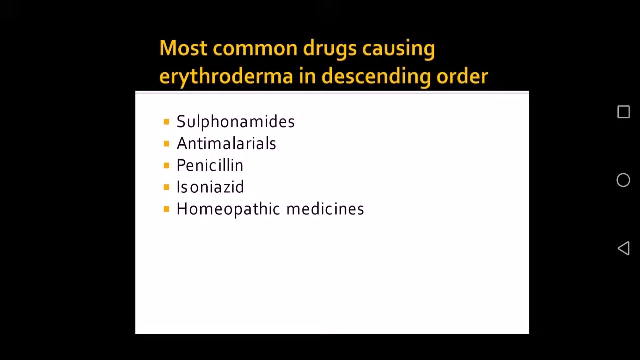 Most common drugs causing
erythroderma in descending order
Sulphonamides
Antimalarials
Penicillin
Isoniazid
Homeopathic medicines